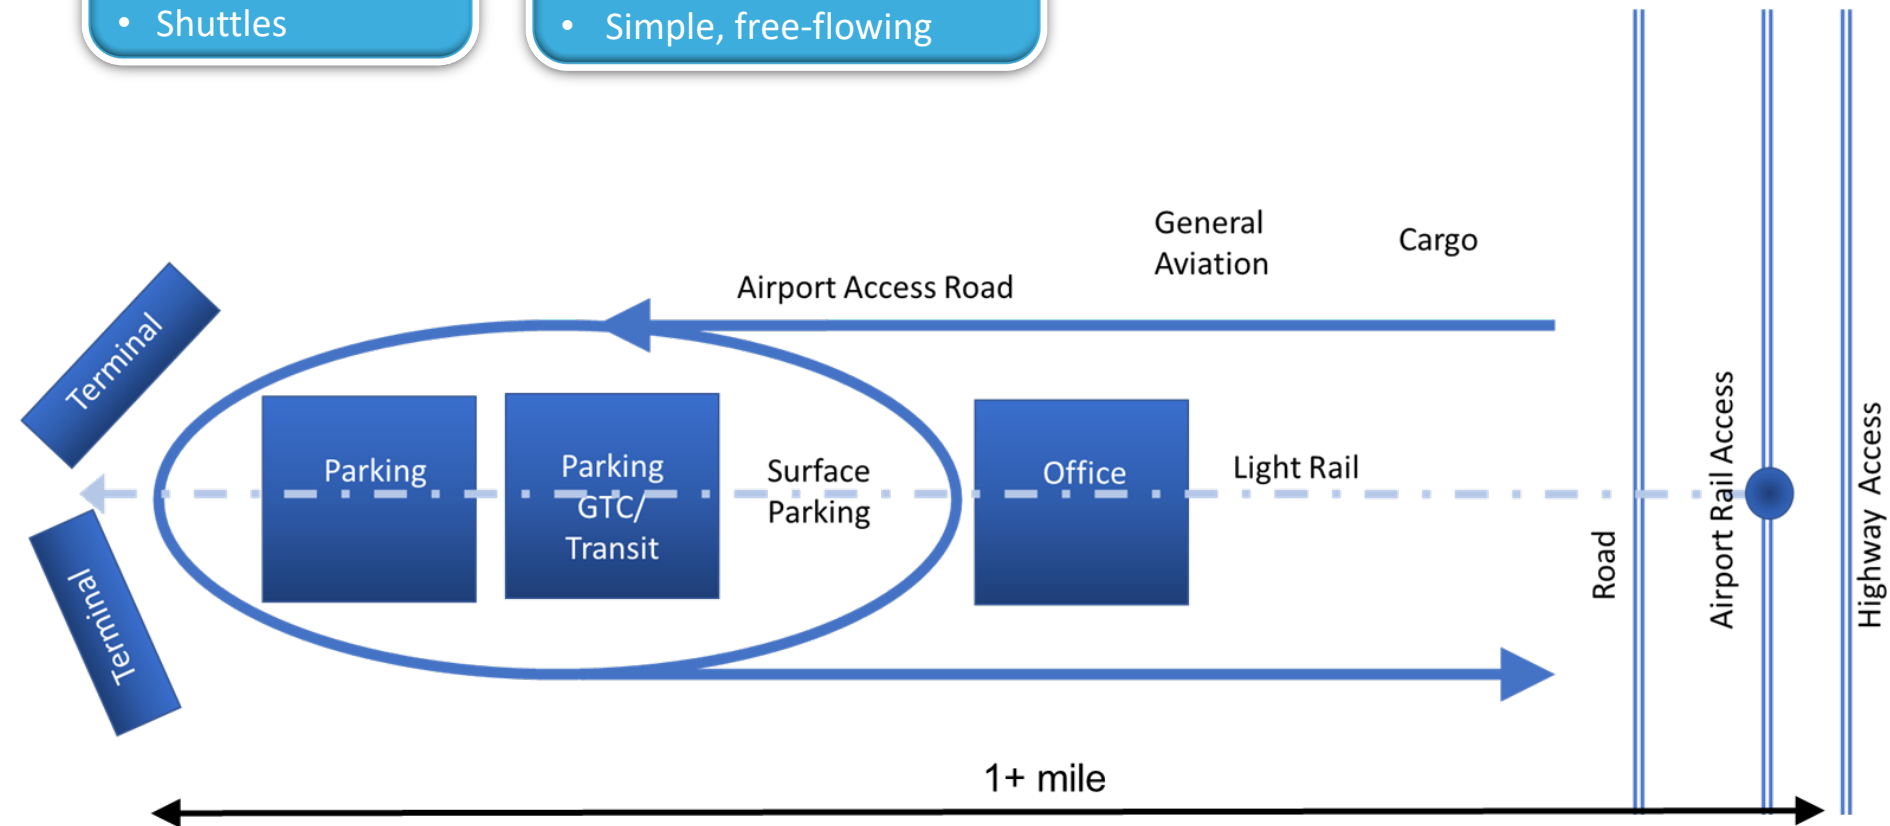 • Shuttles
• Simple, free-flowing
General
Aviation
Cargo
Airport Access Road
Terminal
Parking
Parking
GTC/
Transit
Surface
Parking
Office
Light Rail
Road
Airport Rail Access
Highway Access
Terminal
1+ mile